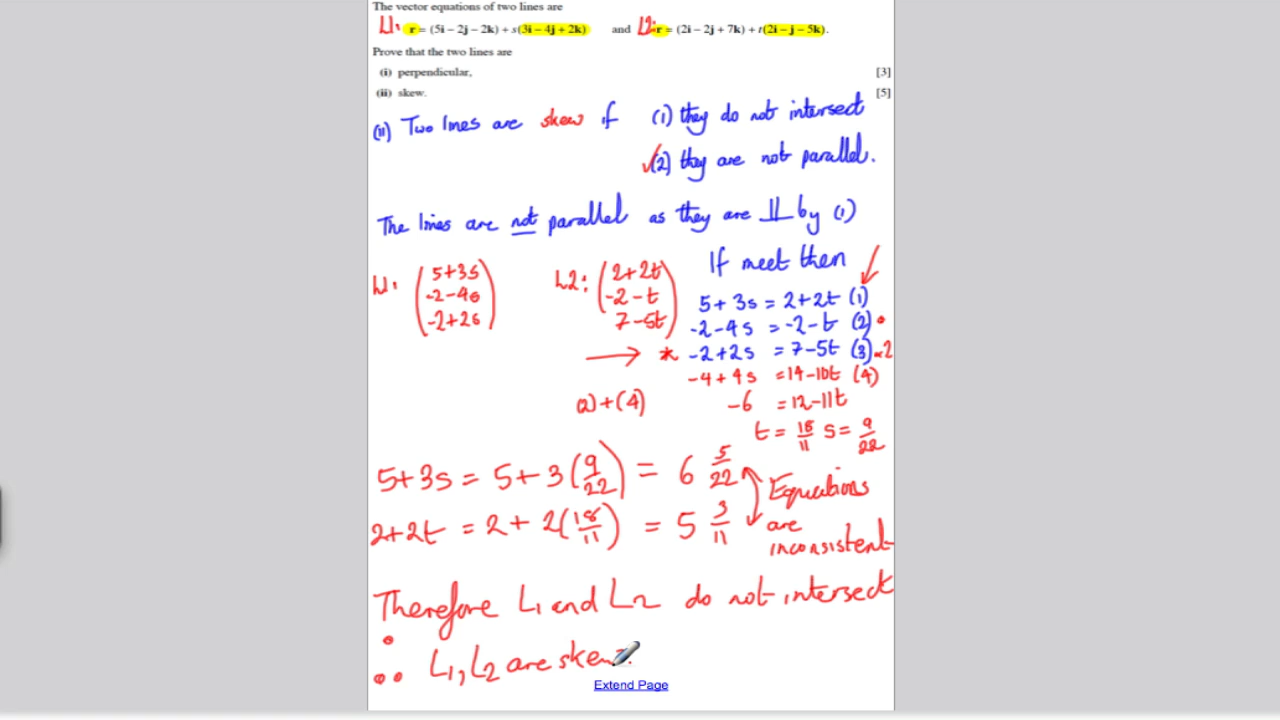 The vector equations of two lines are
L1: r = (5i − 2j − 2k) + s(3i − 4j + 2k) and L2: r = (2i − 2j + 7k) + t(2i − j − 5k).
Prove that the two lines are
(i) perpendicular, [3]
(ii) skew. [5]
(ii) Two lines are skew if (1) they do not intersect
✓(2) they are not parallel.
The lines are not parallel as they are ⊥ by (i)
If meet then
L1: (5+3s, -2-4s, -2+2s) L2: (2+2t, -2-t, 7-5t)
5+3s = 2+2t (1)
-2-4s = -2-t (2)
→ * -2+2s = 7-5t (3) ×2
-4+4s = 14-10t (4)
(2)+(4) -6 = 12-11t
t = 18/11 s = 9/22
5+3s = 5+3(9/22) = 6 5/22
2+2t = 2+2(18/11) = 5 3/11
Equations
are
inconsistent
Therefore L1 and L2 do not intersect
∴ L1, L2 are skew.
Extend Page